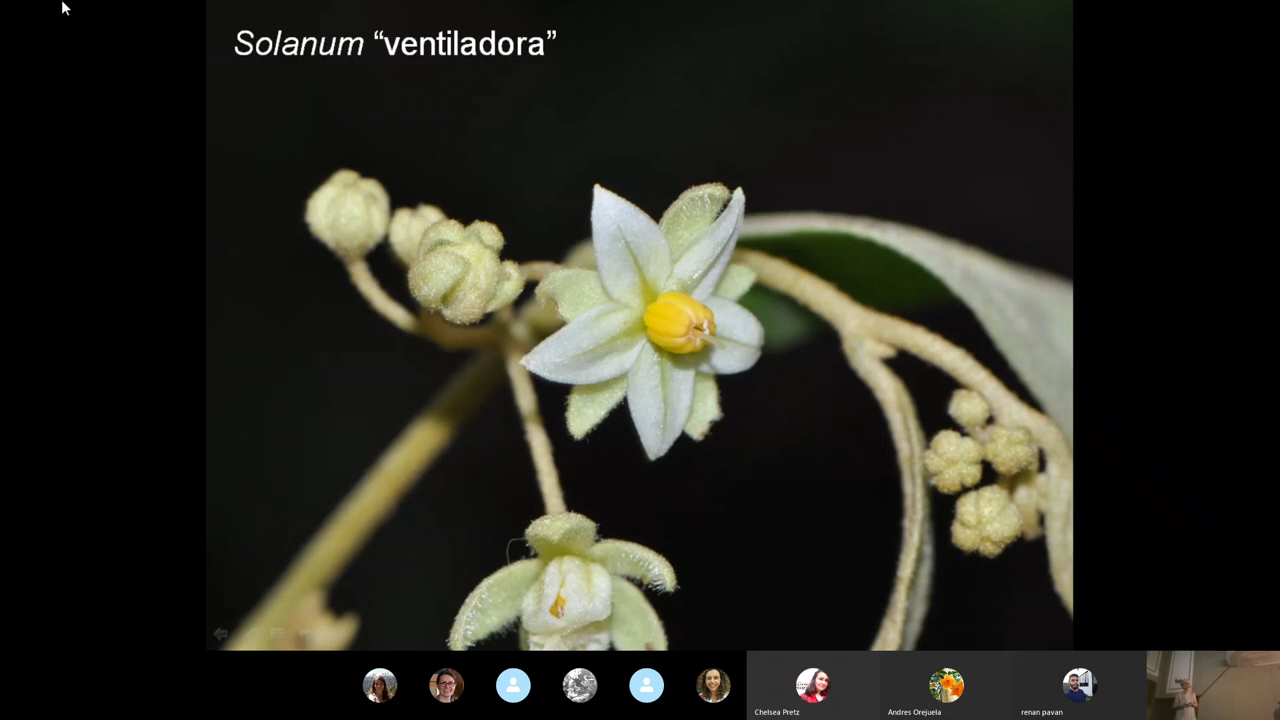 Solanum “ventiladora”
Chelsea Pretz
Andres Orejuela
renan pavan